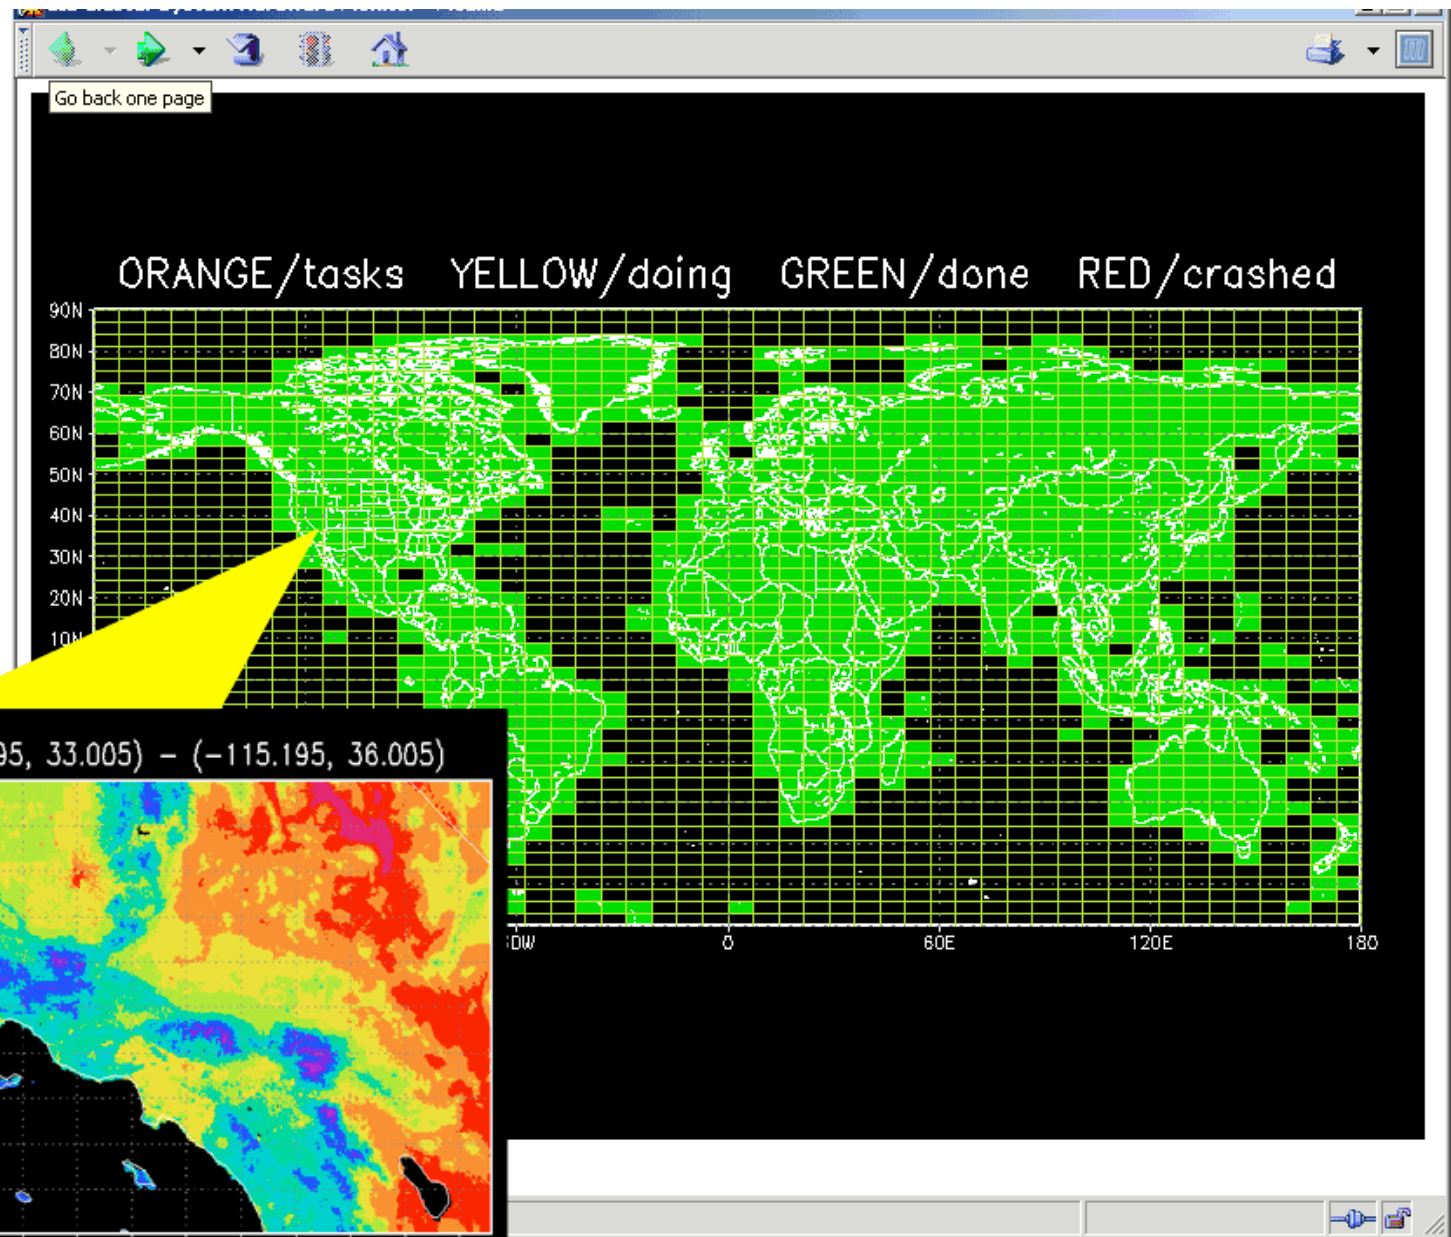 Go back one page
ORANGE/tasks YELLOW/doing GREEN/done RED/crashed
90N
80N
70N
60N
50N
40N
30N
20N
10N
95, 33.005) – (–115.195, 36.005)
0 60E 120E 180